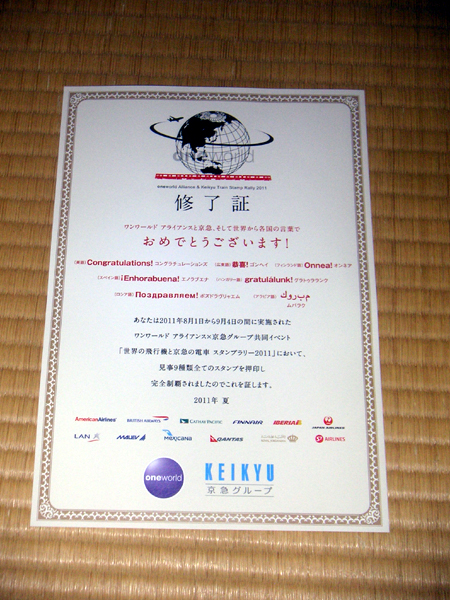 oneworld Alliance & Keikyu Train Stamp Rally 2011
修了証
ワンワールド アライアンスと京急、そして世界から各国の言葉で
おめでとうございます!
(英語) Congratulations! コングラチュレーションズ (広東語) 恭喜! ゴンヘイ (フィンランド語) Onnea! オンネア
(スペイン語) ¡Enhorabuena! エノラブエナ (ハンガリー語) gratulálunk! グラトゥラランク
(ロシア語) Поздравляем! ポズドラヴリャエム (アラビア語) مبروك ムバラク
あなたは2011年8月1日から9月4日の間に実施された
ワンワールド アライアンス×京急グループ共同イベント
「世界の飛行機と京急の電車 スタンプラリー2011」において、
見事9種類全てのスタンプを押印し
完全制覇されましたのでこれを証します。
2011年 夏
AmericanAirlines BRITISH AIRWAYS CATHAY PACIFIC FINNAIR IBERIA JAPAN AIRLINES
LAN MALÉV MEXICANA QANTAS S7 AIRLINES
oneworld KEIKYU
京急グループ